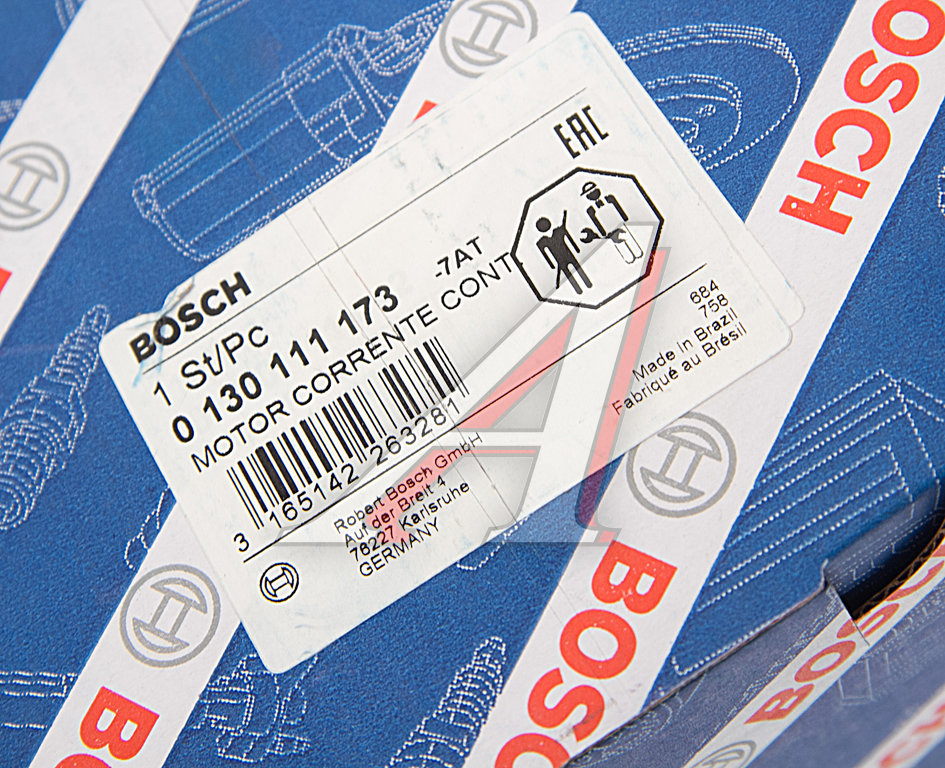 EAC
BOSCH
1 St/Pc
0 130 111 173
-7AT
MOTOR CORRENTE CONT
3 165142 263281
Robert Bosch GmbH
Auf der Breit 4
76227 Karlsruhe
GERMANY
684
758
Made in Brazil
Fabriqué au Brésil
BOSCH
BOSCH
BOSCH